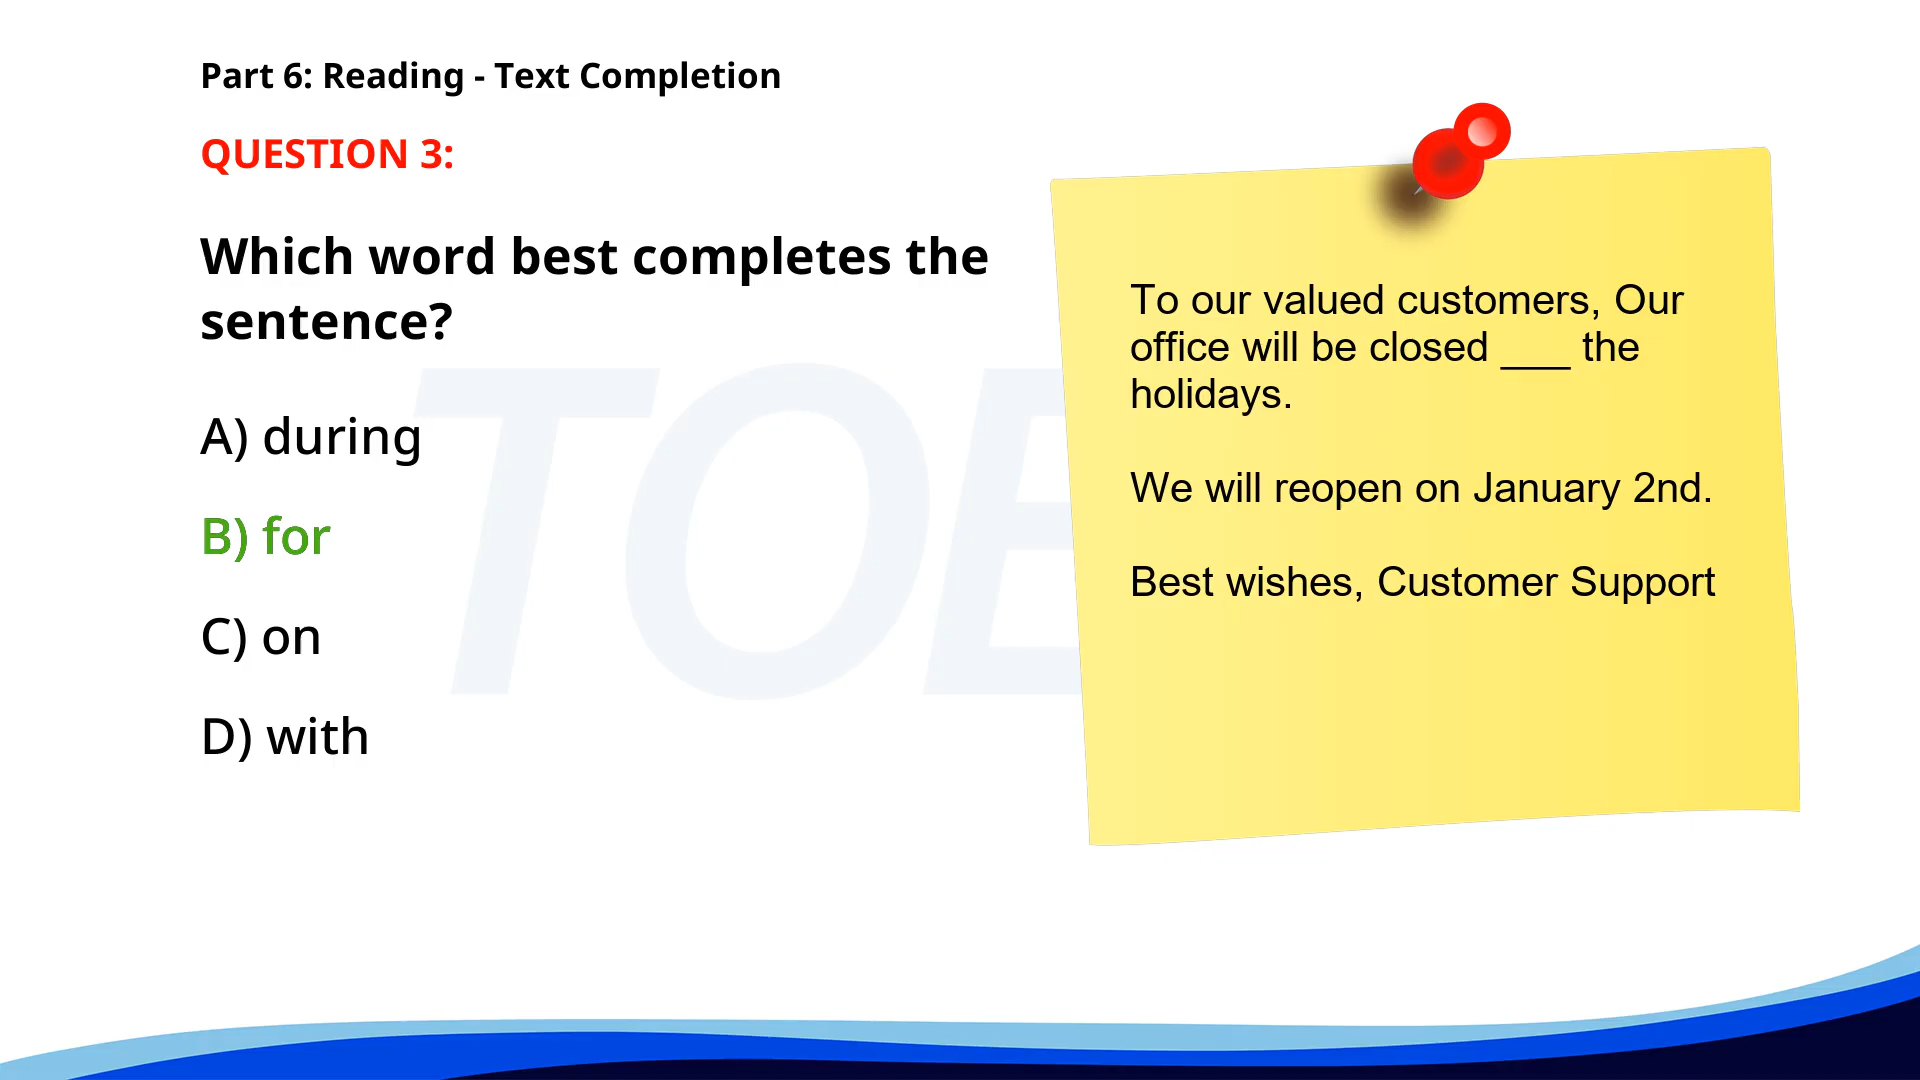 Part 6: Reading - Text Completion
QUESTION 3:
Which word best completes the
sentence?
A) during
B) for
C) on
D) with
To our valued customers, Our
office will be closed ___ the
holidays.
We will reopen on January 2nd.
Best wishes, Customer Support
TOE